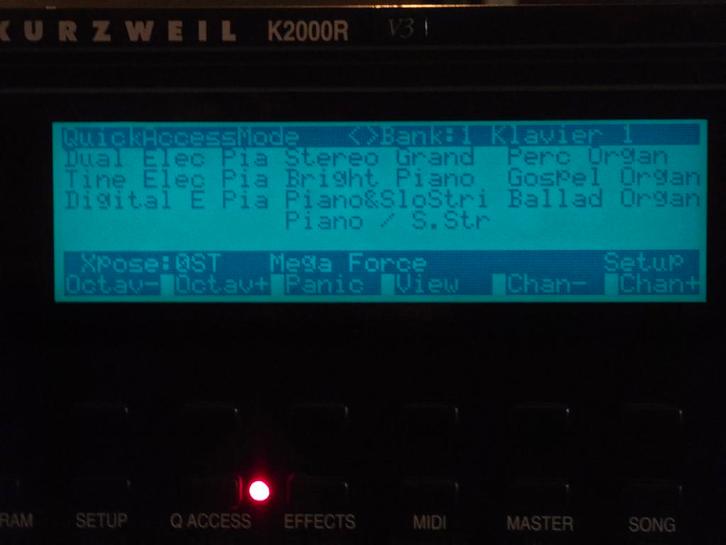 KURZWEIL K2000R V3
QuickAccessMode <>Bank:1 Klavier 1
Dual Elec Pia Stereo Grand Perc Organ
Tine Elec Pia Bright Piano Gospel Organ
Digital E Pia Piano&SloStri Ballad Organ
Piano / S.Str
Xpose:0ST Mega Force Setup
Octav- Octav+ Panic View Chan- Chan+
RAM SETUP Q ACCESS EFFECTS MIDI MASTER SONG